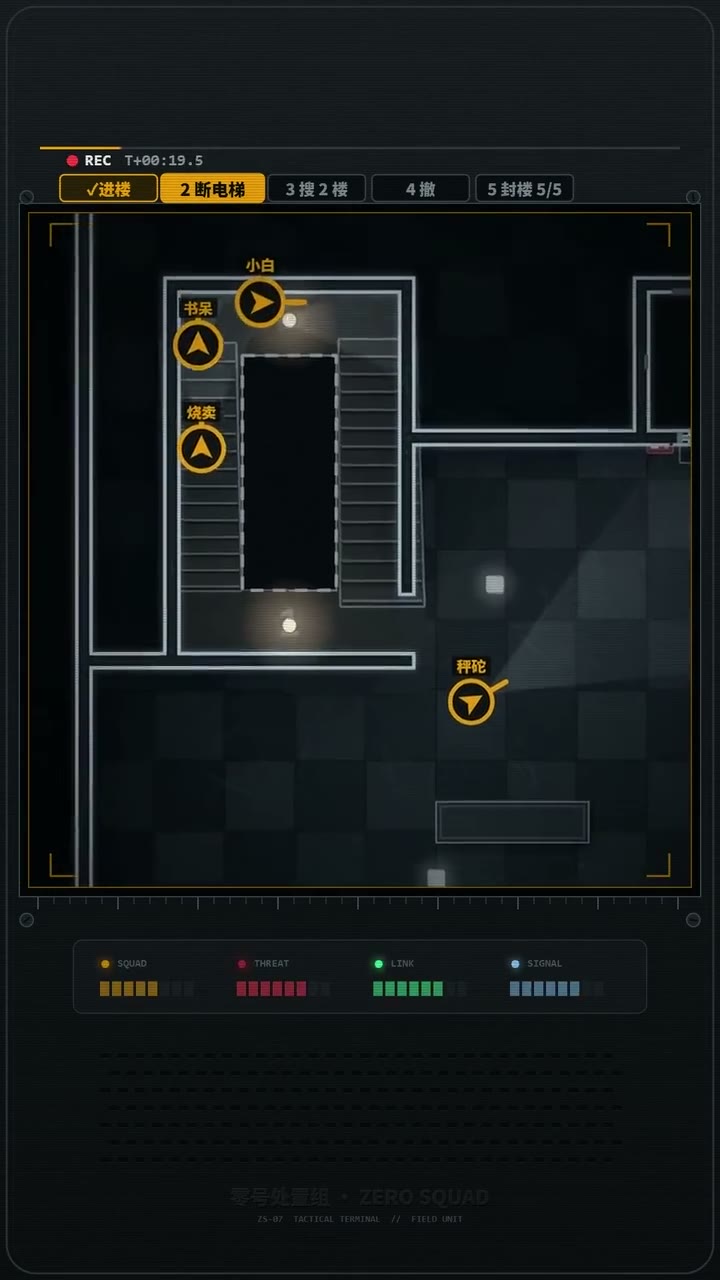 REC T+00:19.5
✓进楼 2 断电梯 3 搜 2 楼 4 撤 5 封楼 5/5
小白
书呆
烧卖
秤砣
SQUAD THREAT LINK SIGNAL
零号处置组 · ZERO SQUAD
ZS-07 TACTICAL TERMINAL // FIELD UNIT